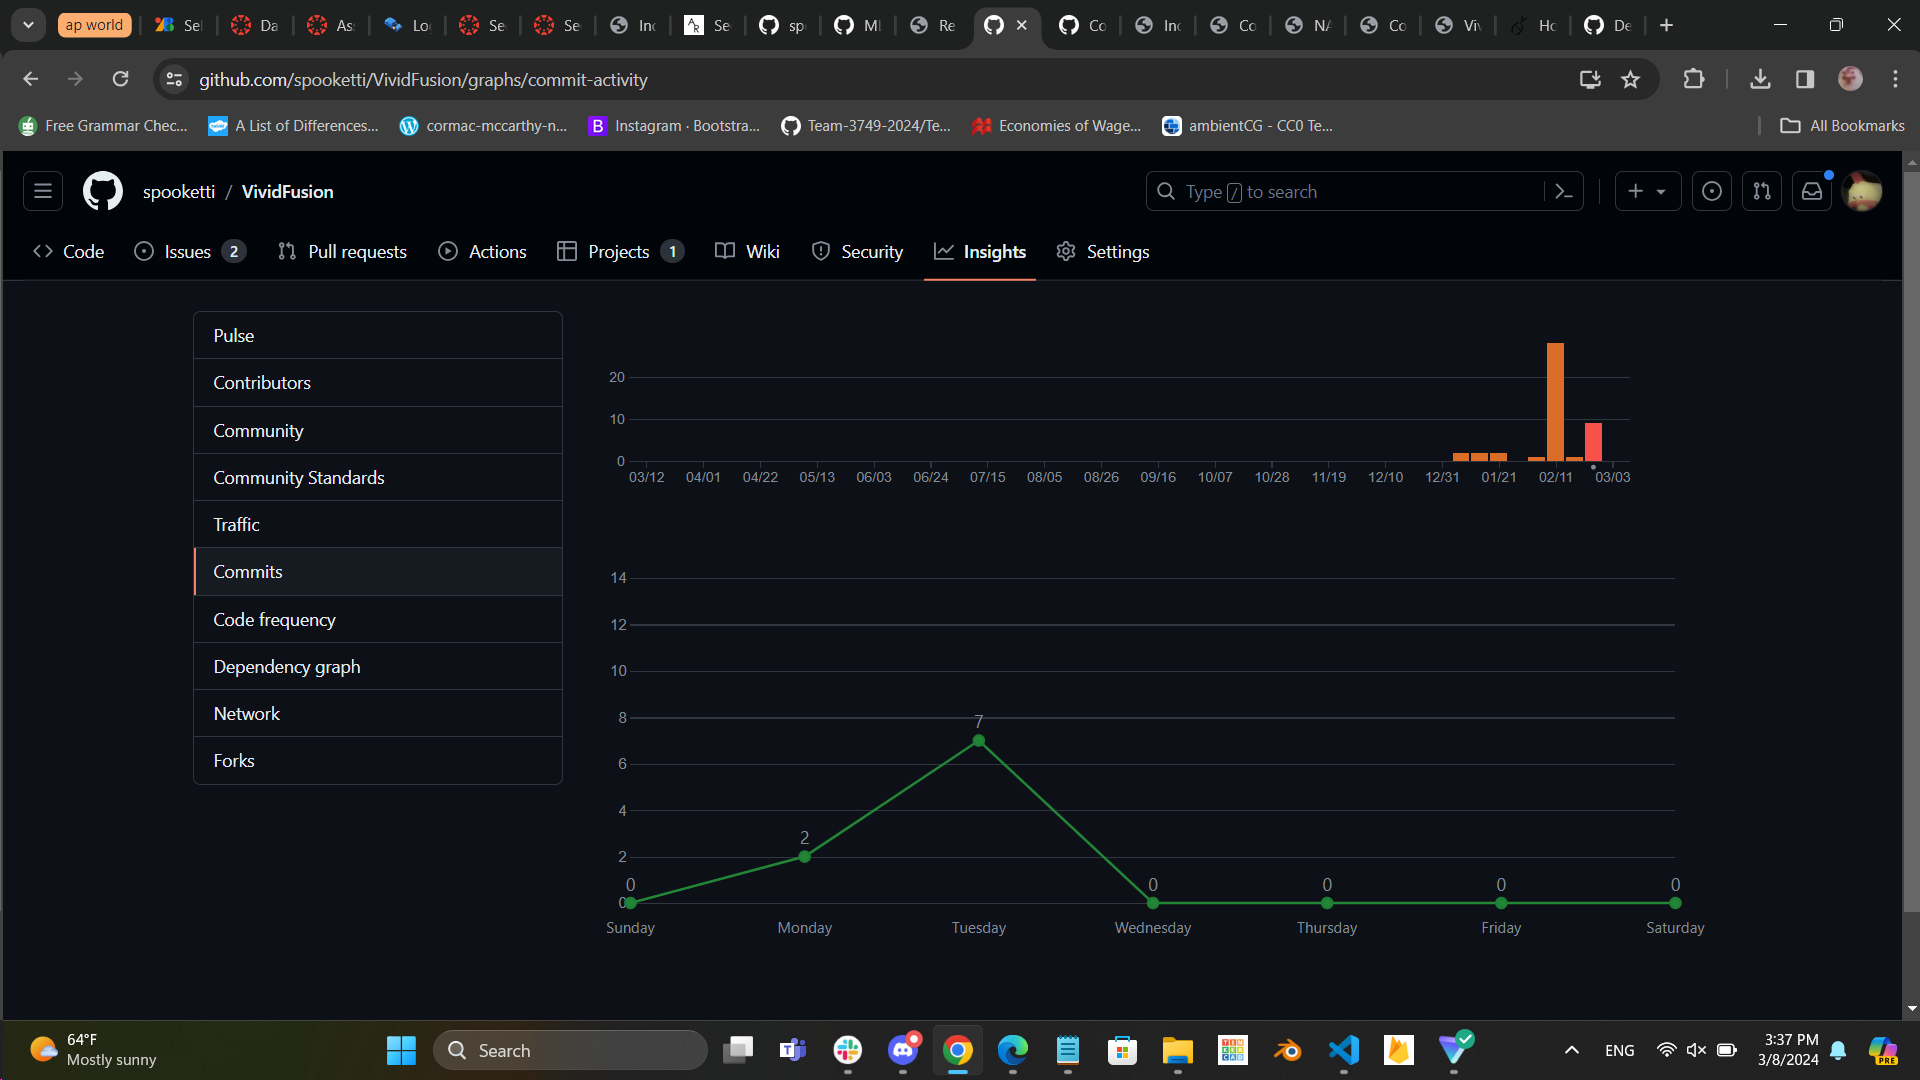 ap world
Sel
Da
As
Lo
Se
Se
Inc
Se
sp
MI
Re
Co
Inc
Co
NA
Co
Viv
Ho
De
github.com/spooketti/VividFusion/graphs/commit-activity
Free Grammar Chec...
A List of Differences...
cormac-mccarthy-n...
Instagram · Bootstra...
Team-3749-2024/Te...
Economies of Wage...
ambientCG - CC0 Te...
All Bookmarks
spooketti / VividFusion
Type / to search
Code
Issues 2
Pull requests
Actions
Projects 1
Wiki
Security
Insights
Settings
Pulse
Contributors
Community
Community Standards
Traffic
Commits
Code frequency
Dependency graph
Network
Forks
20
10
0
03/12 04/01 04/22 05/13 06/03 06/24 07/15 08/05 08/26 09/16 10/07 10/28 11/19 12/10 12/31 01/21 02/11 03/03
14
12
10
8
6
4
2
0
0 2 7 0 0 0 0
Sunday Monday Tuesday Wednesday Thursday Friday Saturday
64°F
Mostly sunny
Search
TIN
KER
CAD
ENG
3:37 PM
3/8/2024
PRE